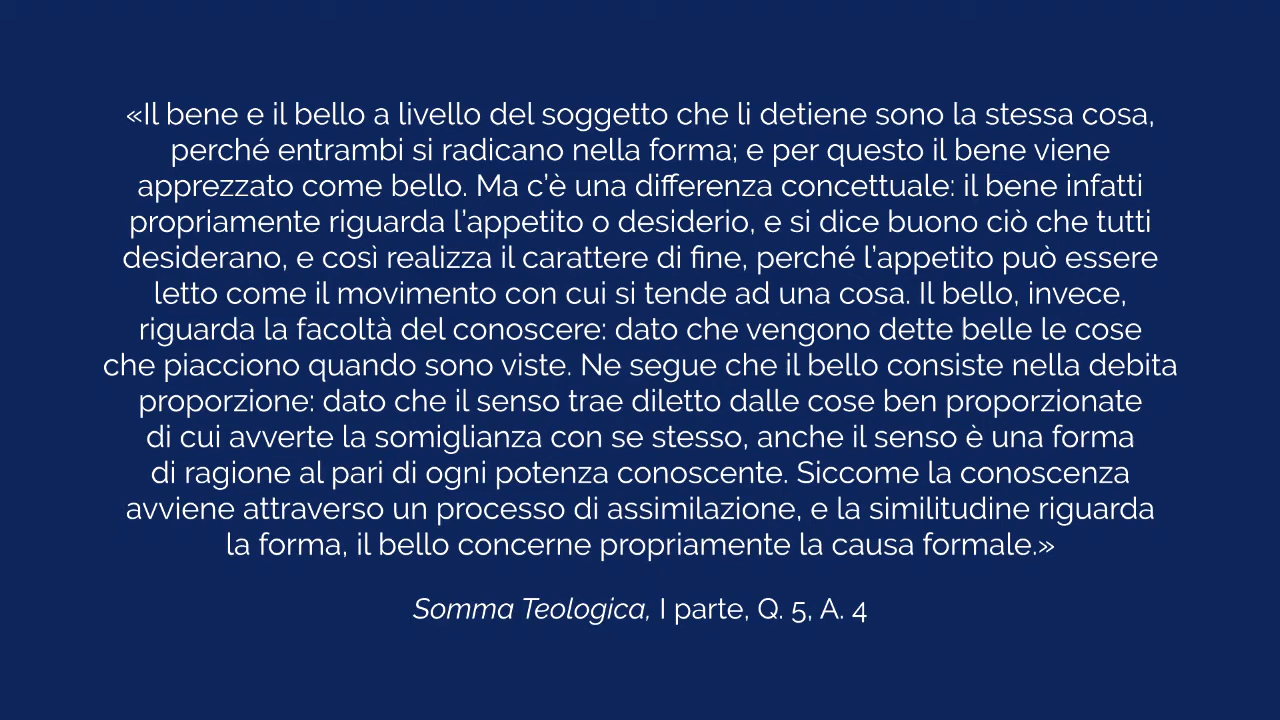 «Il bene e il bello a livello del soggetto che li detiene sono la stessa cosa,
perché entrambi si radicano nella forma; e per questo il bene viene
apprezzato come bello. Ma c’è una differenza concettuale: il bene infatti
propriamente riguarda l’appetito o desiderio, e si dice buono ciò che tutti
desiderano, e così realizza il carattere di fine, perché l’appetito può essere
letto come il movimento con cui si tende ad una cosa. Il bello, invece,
riguarda la facoltà del conoscere: dato che vengono dette belle le cose
che piacciono quando sono viste. Ne segue che il bello consiste nella debita
proporzione: dato che il senso trae diletto dalle cose ben proporzionate
di cui avverte la somiglianza con se stesso, anche il senso è una forma
di ragione al pari di ogni potenza conoscente. Siccome la conoscenza
avviene attraverso un processo di assimilazione, e la similitudine riguarda
la forma, il bello concerne propriamente la causa formale.»
Somma Teologica, I parte, Q. 5, A. 4